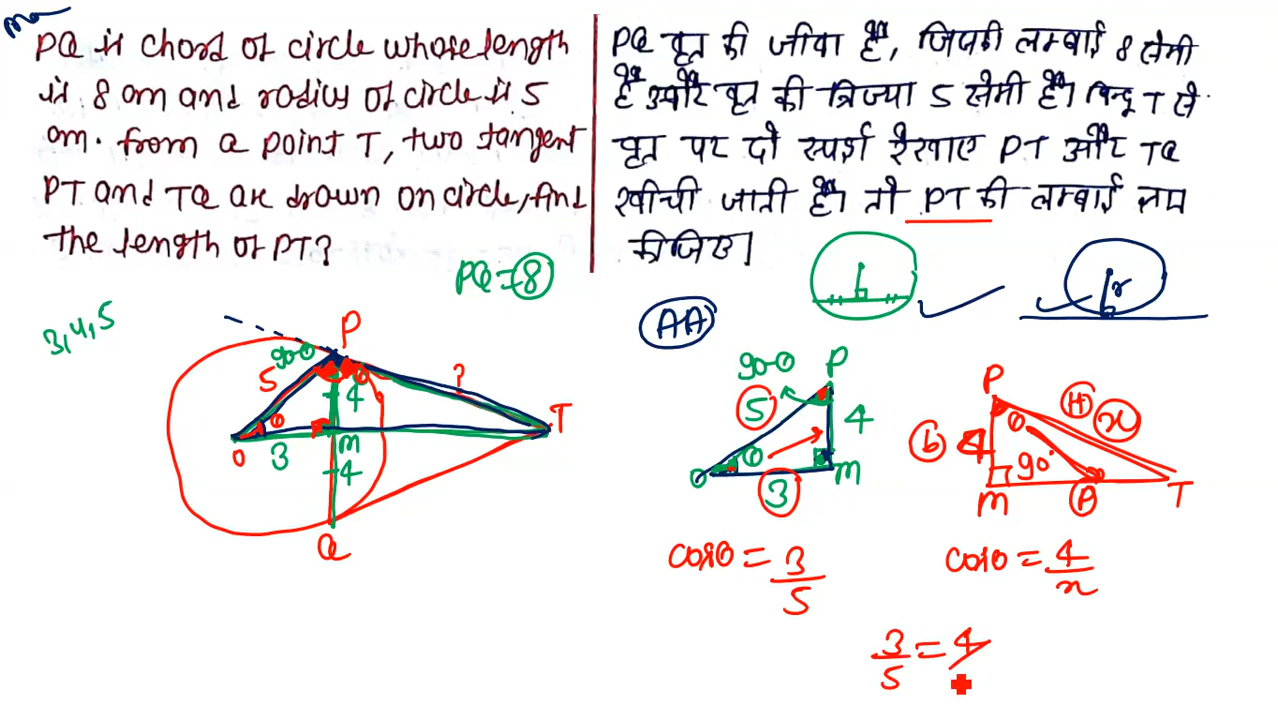 PQ is chord of circle whose length
is 8 cm and radius of circle is 5
cm. from a point T, two tangent
PT and TQ are drawn on circle, find
the length of PT?
PQ वृत की जीवा है, जिसकी लम्बाई 8 सेमी
है और वृत की त्रिज्या 5 सेमी है। बिन्दु T से
वृत पर दो स्पर्श रेखाए PT और TQ
खींची जाती है। तो PT की लम्बाई ज्ञात
कीजिए।
PQ = 8
3,4,5
P
90-θ
5
θ
4
?
θ
O
3
M
T
4
Q
AA
r
90-θ
P
5
4
θ
O
3
M
P
θ
H
x
b
4
90°
M
P
T
cosθ = 3/5
cosθ = 4/x
3/5 = 4/